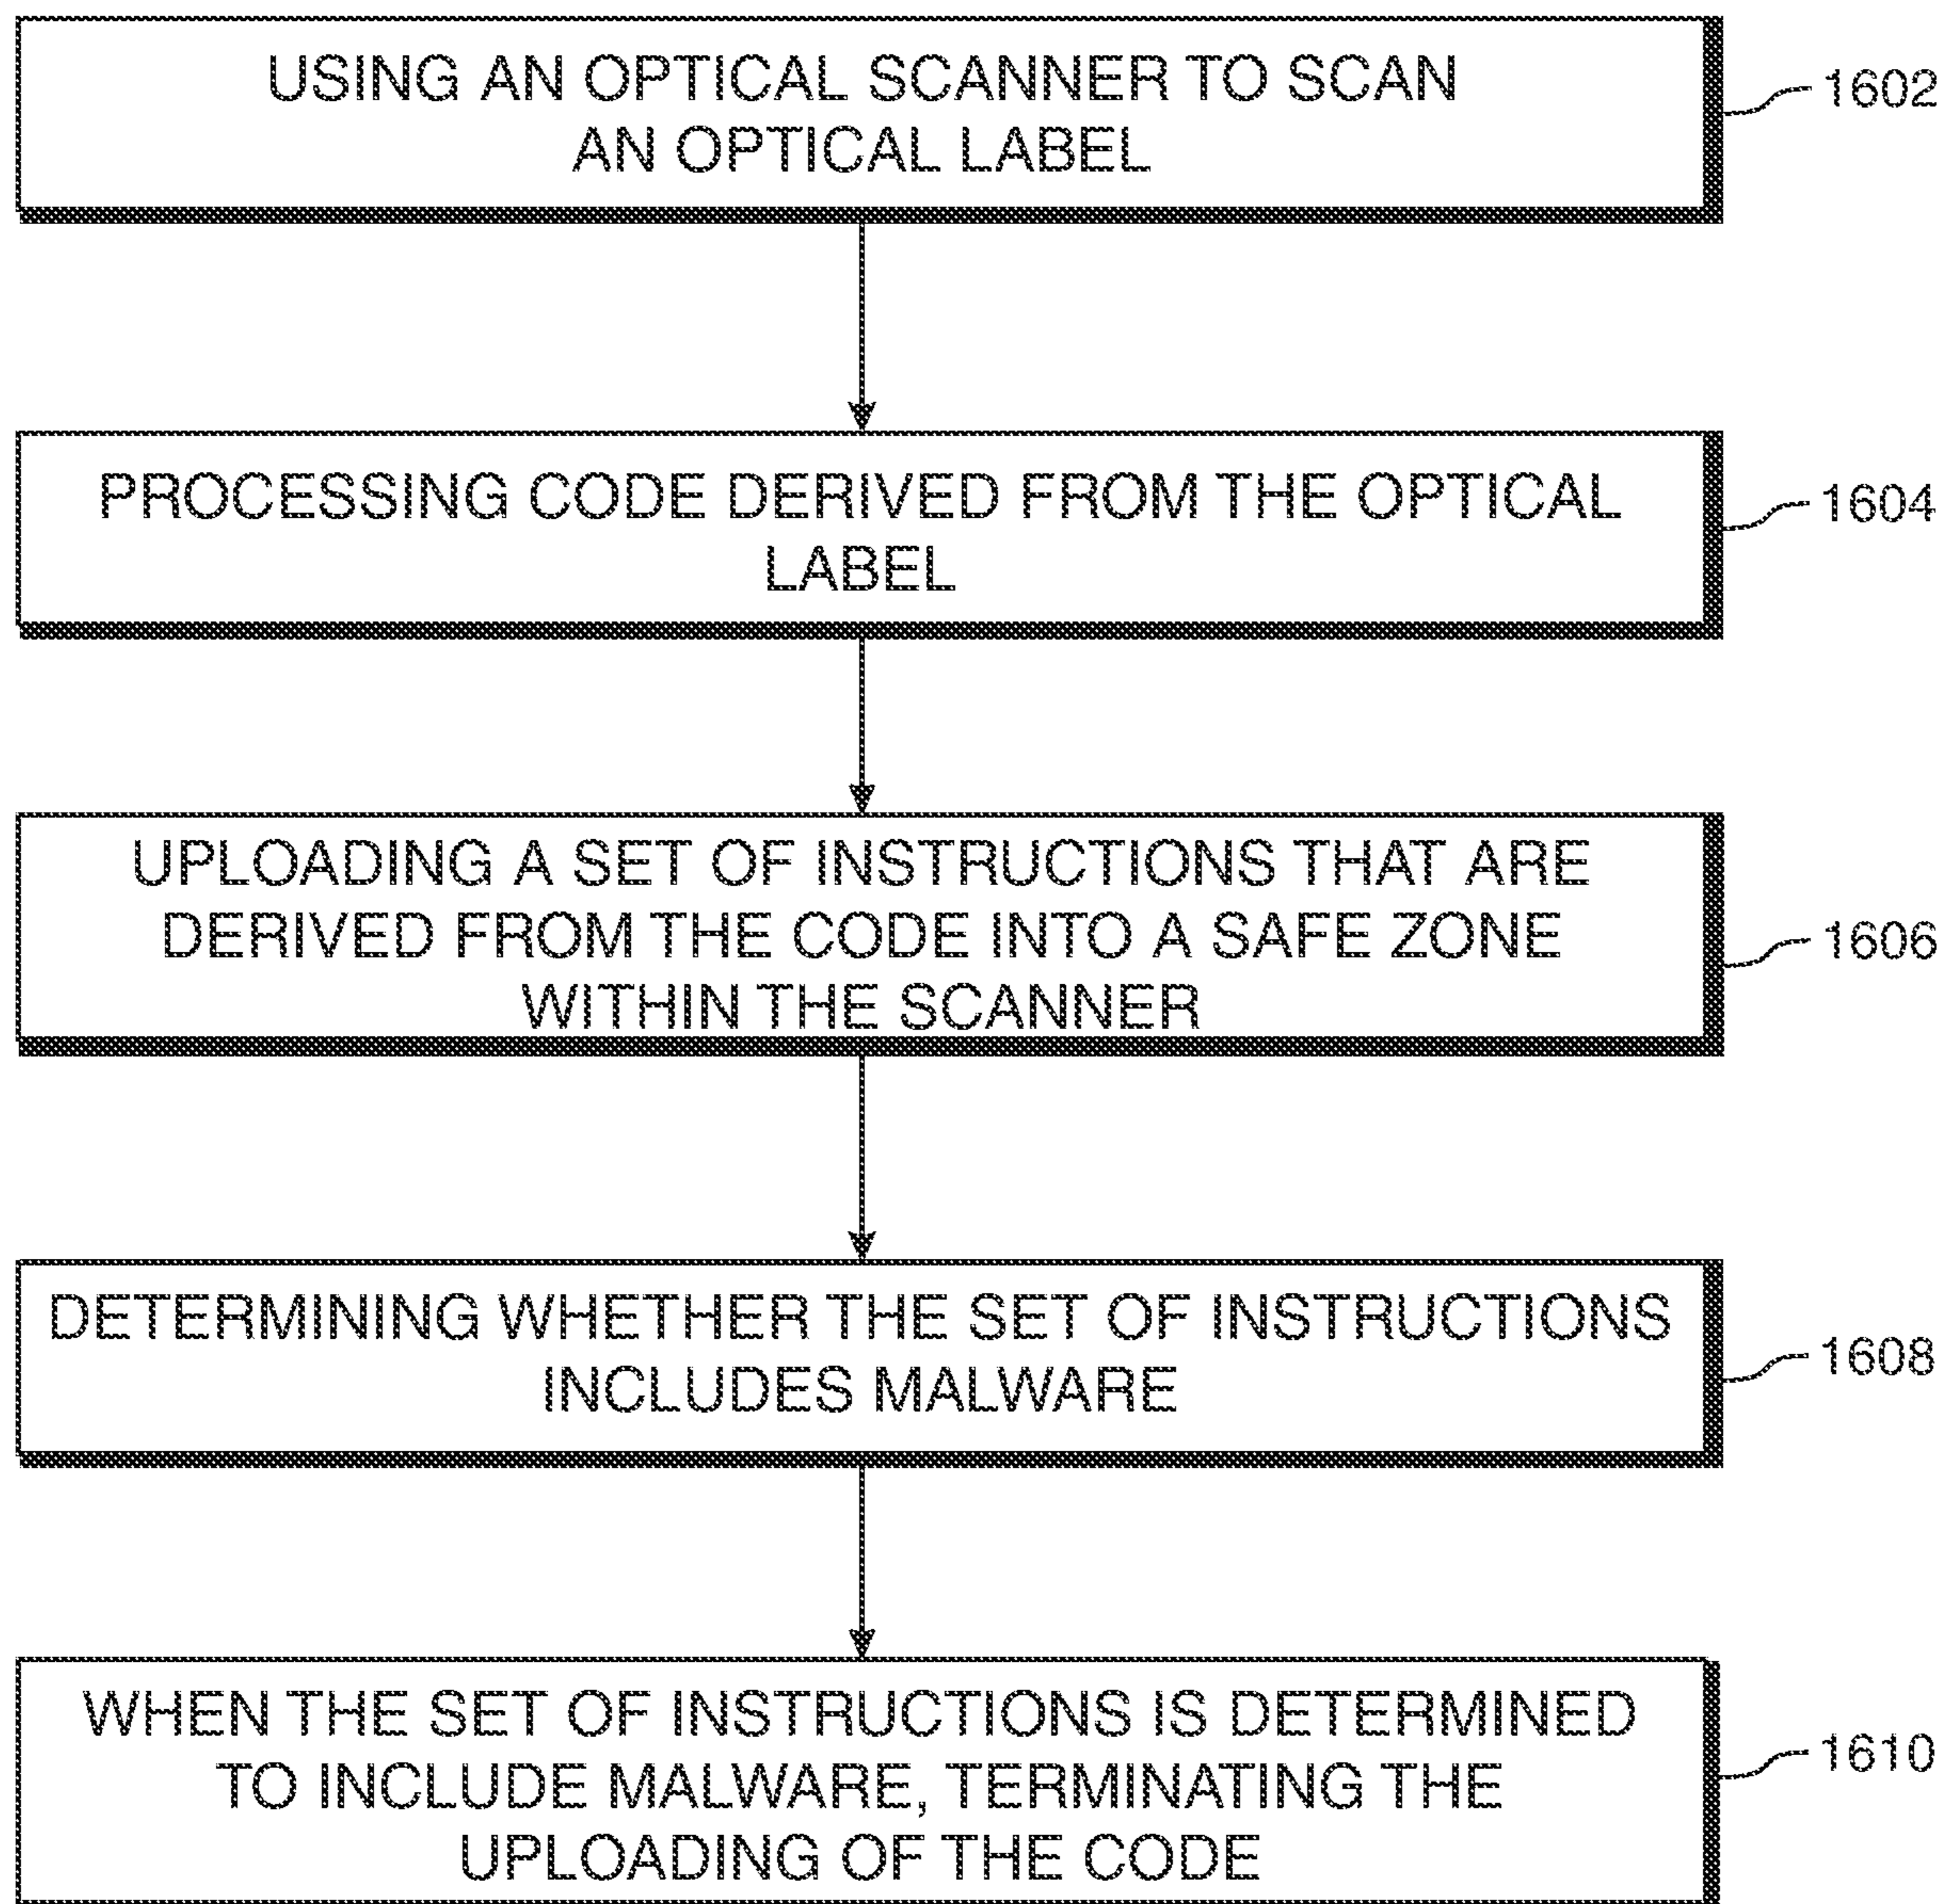 USING AN OPTICAL SCANNER TO SCAN
AN OPTICAL LABEL
1602
PROCESSING CODE DERIVED FROM THE OPTICAL
LABEL
1604
UPLOADING A SET OF INSTRUCTIONS THAT ARE
DERIVED FROM THE CODE INTO A SAFE ZONE
WITHIN THE SCANNER
1606
DETERMINING WHETHER THE SET OF INSTRUCTIONS
INCLUDES MALWARE
1608
WHEN THE SET OF INSTRUCTIONS IS DETERMINED
TO INCLUDE MALWARE, TERMINATING THE
UPLOADING OF THE CODE
1610